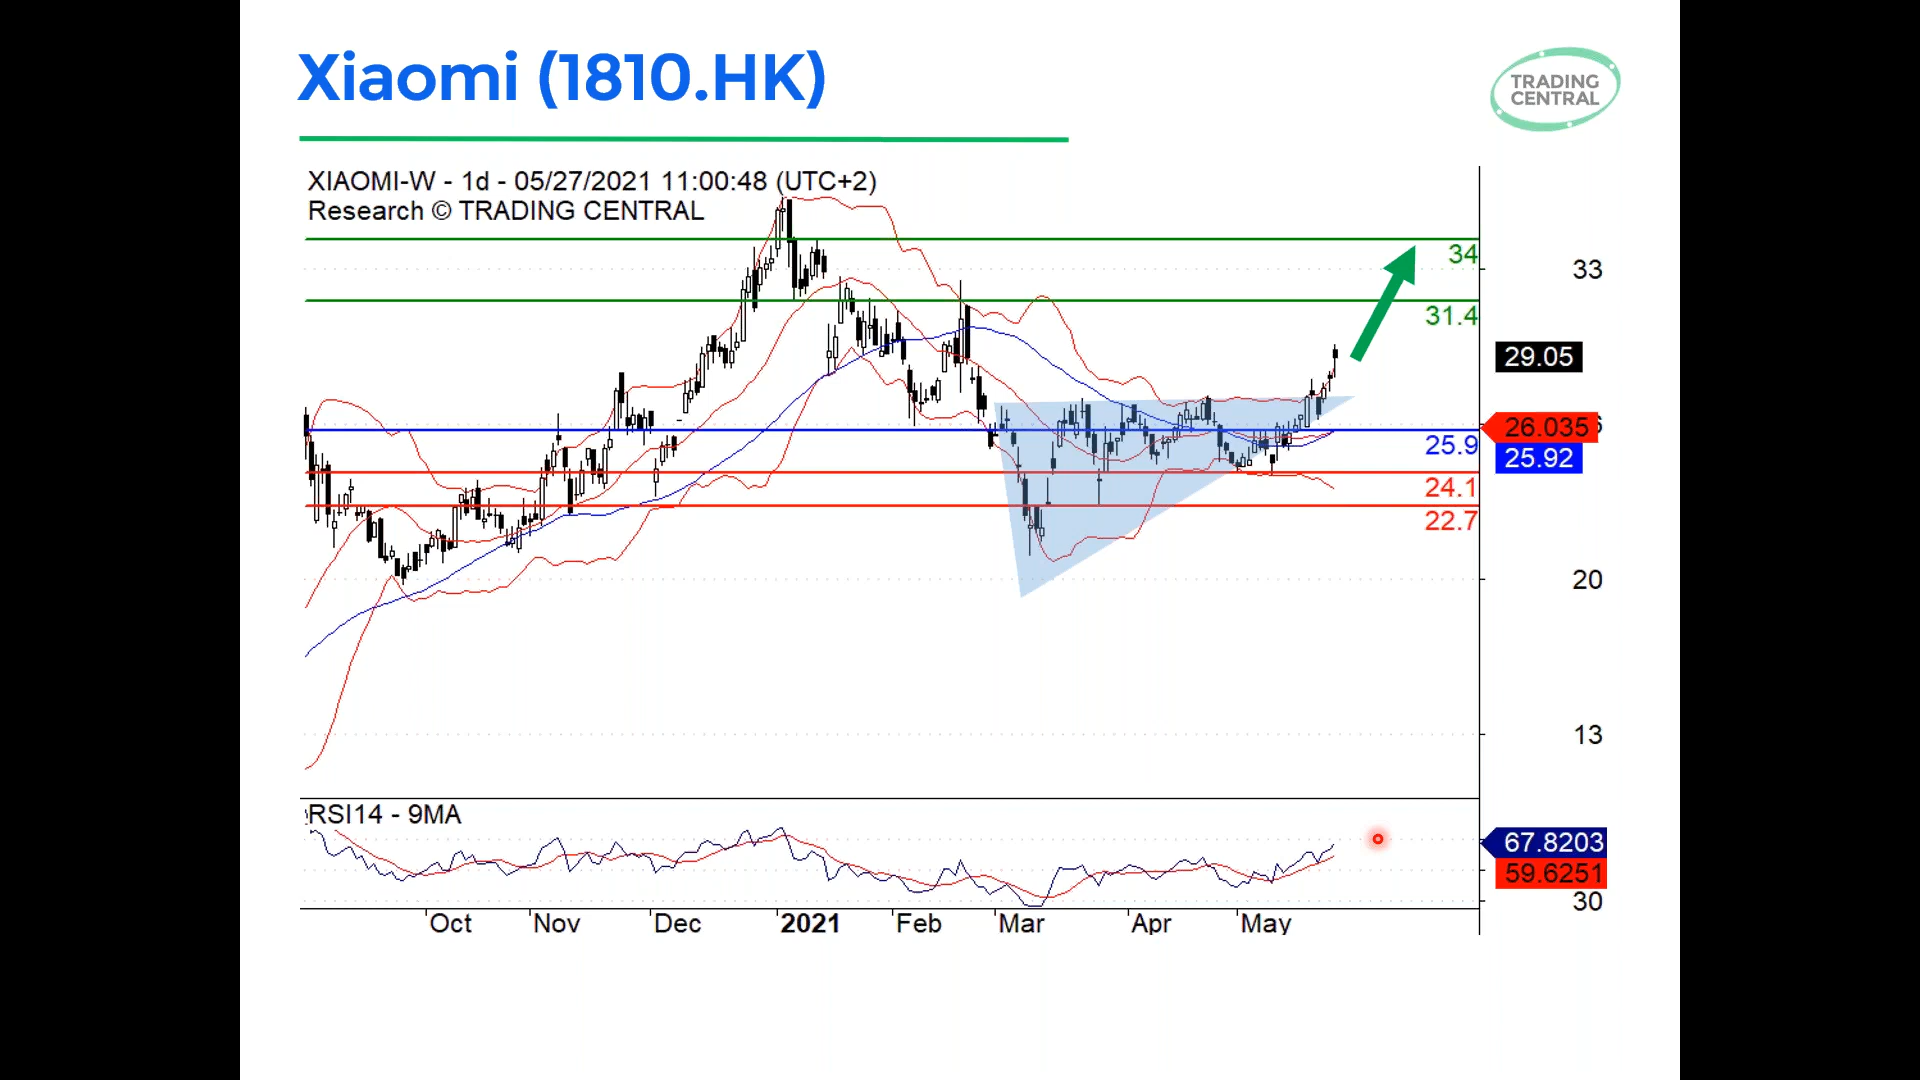 Xiaomi (1810.HK)
TRADING
CENTRAL
XIAOMI-W - 1d - 05/27/2021 11:00:48 (UTC+2)
Research © TRADING CENTRAL
34
33
31.4
29.05
26.035
25.9
25.92
24.1
22.7
20
13
RSI14 - 9MA
67.8203
59.6251
30
Oct Nov Dec 2021 Feb Mar Apr May